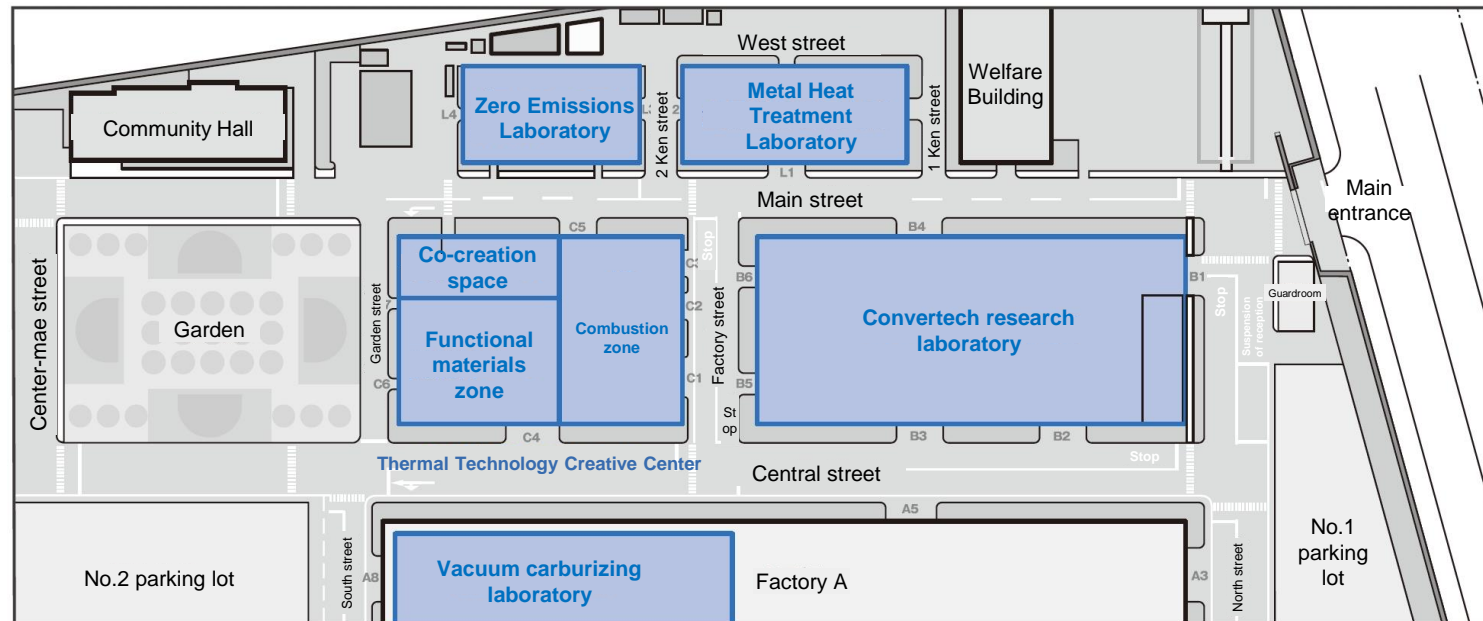 West street
Community Hall
L4
Zero Emissions
Laboratory
2 Ken street
2
Metal Heat
Treatment
Laboratory
L1
1 Ken street
Welfare
Building
Main
entrance
Main street
Center-mae street
Garden
Garden street
C5
Co-creation
space
Functional
materials
zone
Combustion
zone
C2
C1
C6
C4
Thermal Technology Creative Center
Stop
Factory street
St
op
B6
B5
B4
Convertech research
laboratory
B1
B3
B2
Stop
Suspension
of reception
Guardroom
Stop
Central street
No.2 parking lot
South street
A8
A5
Vacuum carburizing
laboratory
Factory A
A3
North street
No.1
parking
lot